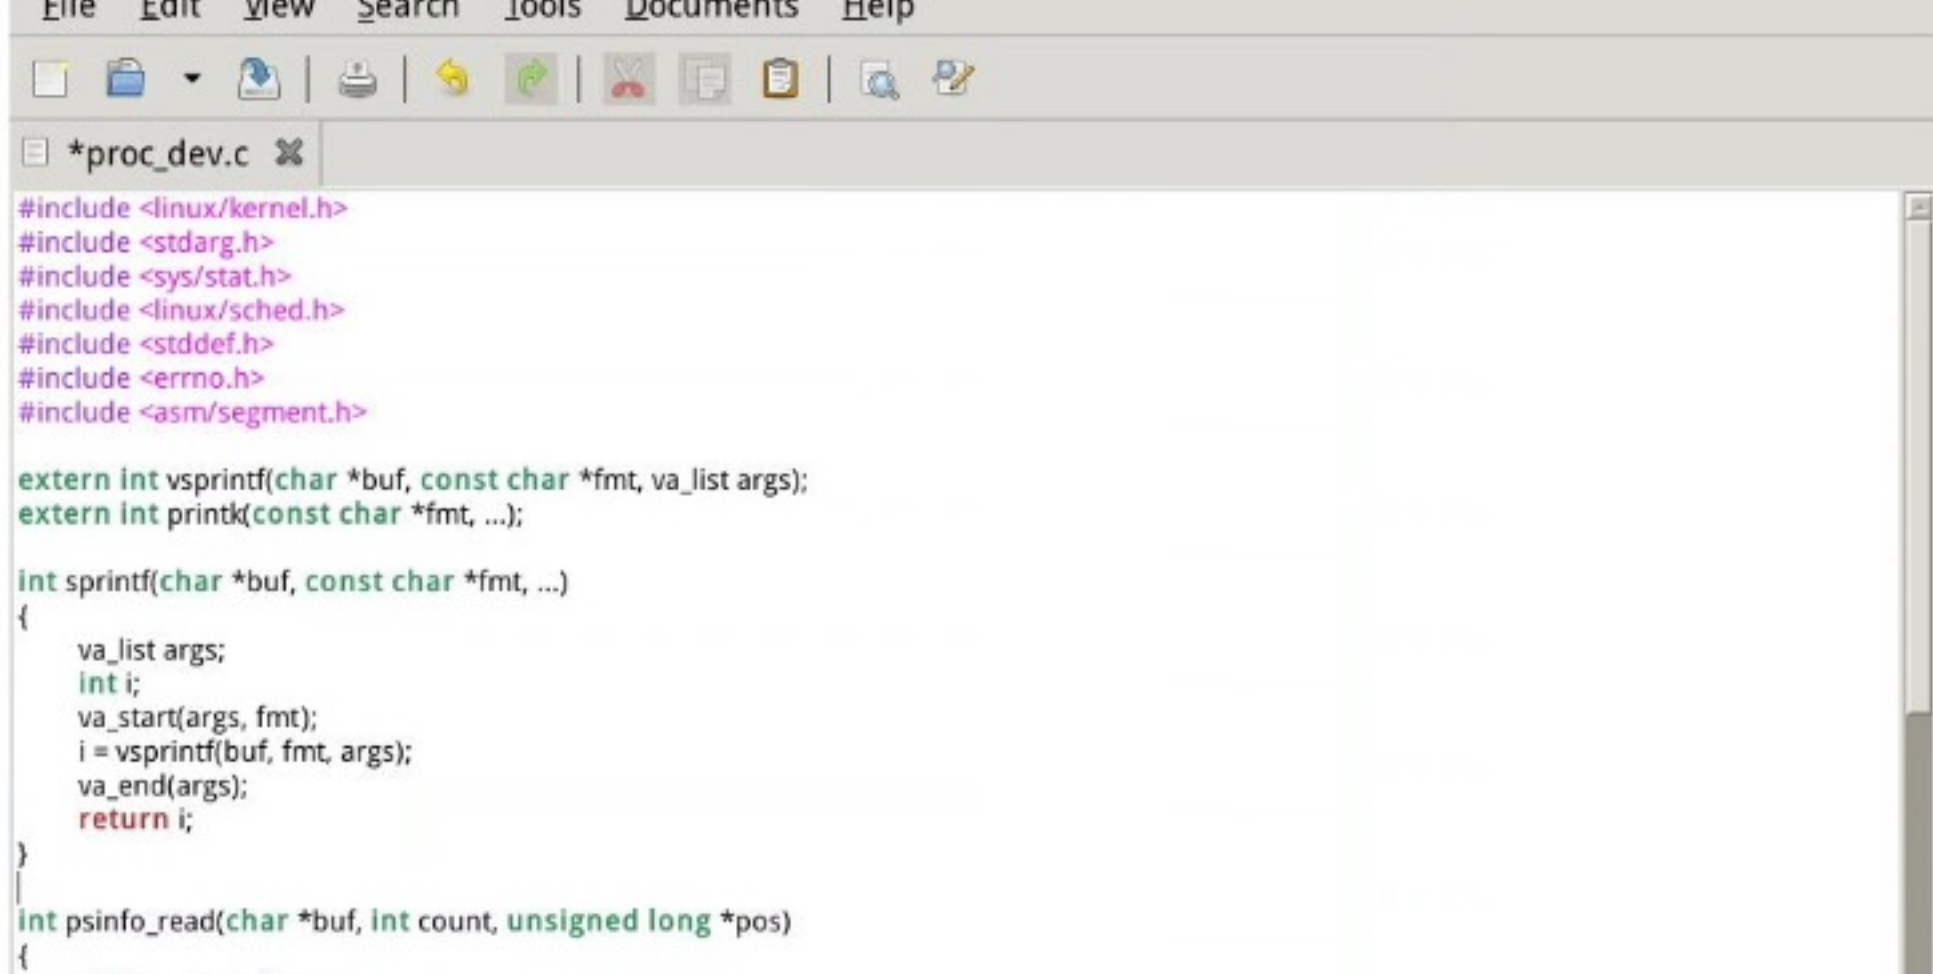 File Edit View Search Tools Documents Help
*proc_dev.c
#include <linux/kernel.h>
#include <stdarg.h>
#include <sys/stat.h>
#include <linux/sched.h>
#include <stddef.h>
#include <errno.h>
#include <asm/segment.h>
extern int vsprintf(char *buf, const char *fmt, va_list args);
extern int printk(const char *fmt, ...);
int sprintf(char *buf, const char *fmt, ...)
{
va_list args;
int i;
va_start(args, fmt);
i = vsprintf(buf, fmt, args);
va_end(args);
return i;
}
int psinfo_read(char *buf, int count, unsigned long *pos)
{